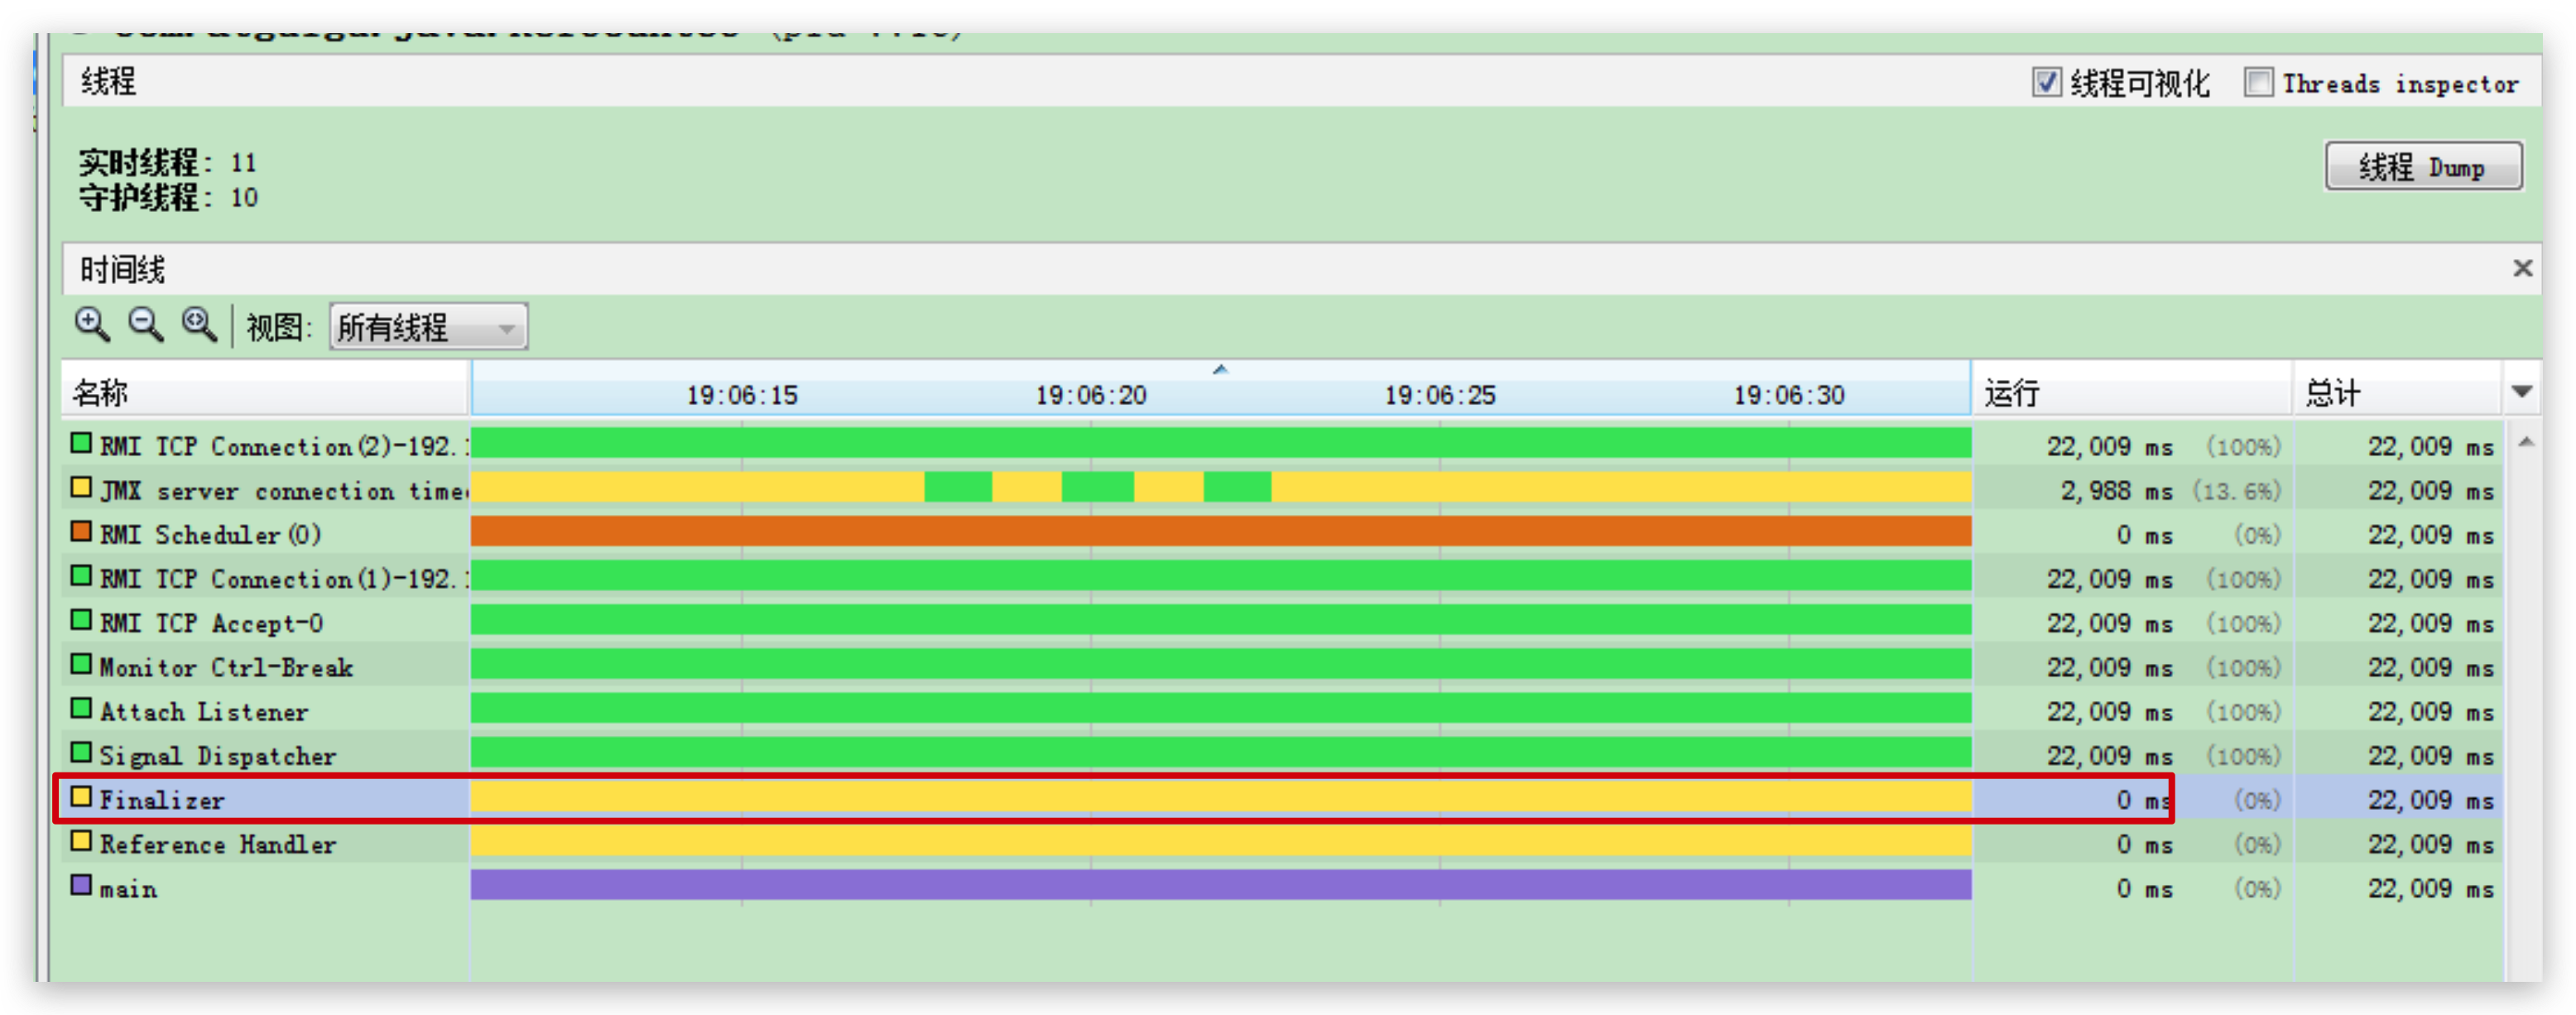 线程
线程可视化 Threads inspector
实时线程: 11
守护线程: 10
线程 Dump
时间线
视图: 所有线程
名称 19:06:15 19:06:20 19:06:25 19:06:30 运行 总计
RMI TCP Connection(2)-192. 22,009 ms (100%) 22,009 ms
JMX server connection 2,988 ms (13.6%) 22,009 ms
RMI Scheduler(0) 0 ms (0%) 22,009 ms
RMI TCP Connection(1)-192. 22,009 ms (100%) 22,009 ms
RMI TCP Accept-0 22,009 ms (100%) 22,009 ms
Monitor Ctrl-Break 22,009 ms (100%) 22,009 ms
Attach Listener 22,009 ms (100%) 22,009 ms
Signal Dispatcher 22,009 ms (100%) 22,009 ms
Finalizer 0 ms (0%) 22,009 ms
Reference Handler 0 ms (0%) 22,009 ms
main 0 ms (0%) 22,009 ms